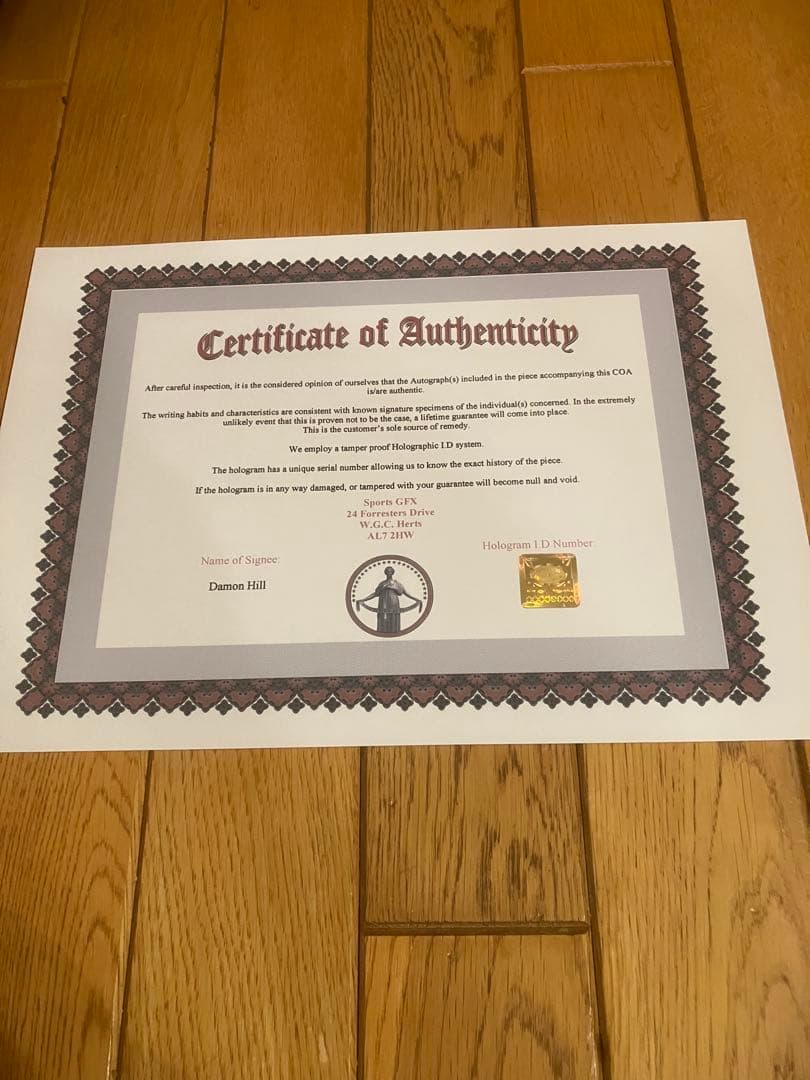 Certificate of Authenticity
After careful inspection, it is the considered opinion of ourselves that the Autograph(s) included in the piece accompanying this COA
is/are authentic.
The writing habits and characteristics are consistent with known signature specimens of the individual(s) concerned. In the extremely
unlikely event that this is proven not to be the case, a lifetime guarantee will come into place.
This is the customer's sole source of remedy.
We employ a tamper proof Holographic I.D system.
The hologram has a unique serial number allowing us to know the exact history of the piece.
If the hologram is in any way damaged, or tampered with your guarantee will become null and void.
Sports GFX
24 Forresters Drive
W.G.C. Herts
AL7 2HW
Hologram I.D Number:
Name of Signee:
Damon Hill